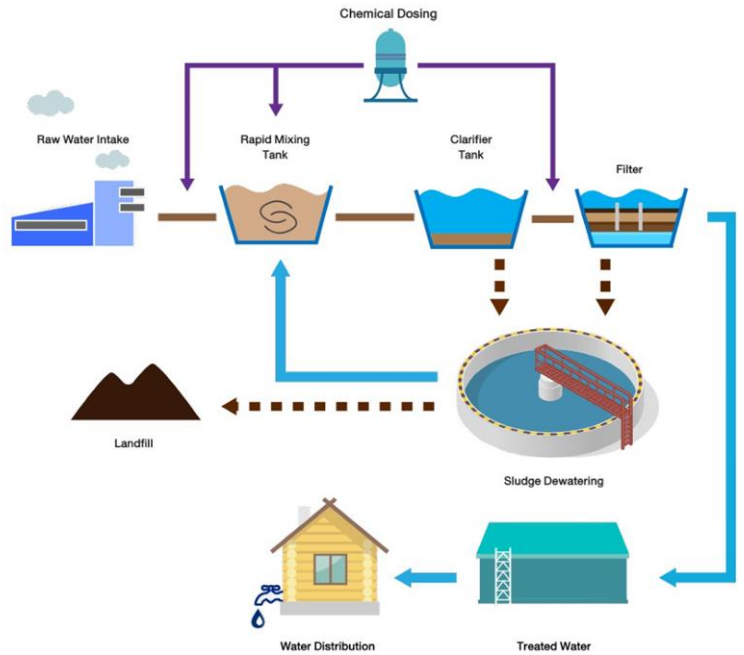 Chemical Dosing
Raw Water Intake
Rapid Mixing
Tank
Clarifier
Tank
Filter
Landfill
Sludge Dewatering
Water Distribution
Treated Water